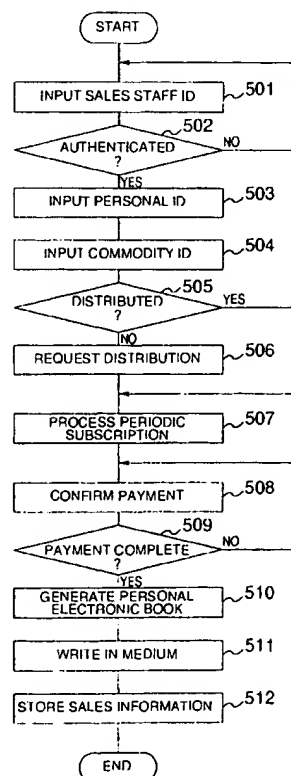 START
INPUT SALES STAFF ID
501
502
AUTHENTICATED
?
NO
YES
INPUT PERSONAL ID
503
INPUT COMMODITY ID
504
505
DISTRIBUTED
?
YES
NO
REQUEST DISTRIBUTION
506
PROCESS PERIODIC
SUBSCRIPTION
507
CONFIRM PAYMENT
508
509
PAYMENT COMPLETE
?
NO
YES
GENERATE PERSONAL
ELECTRONIC BOOK
510
WRITE IN MEDIUM
511
STORE SALES INFORMATION
512
END